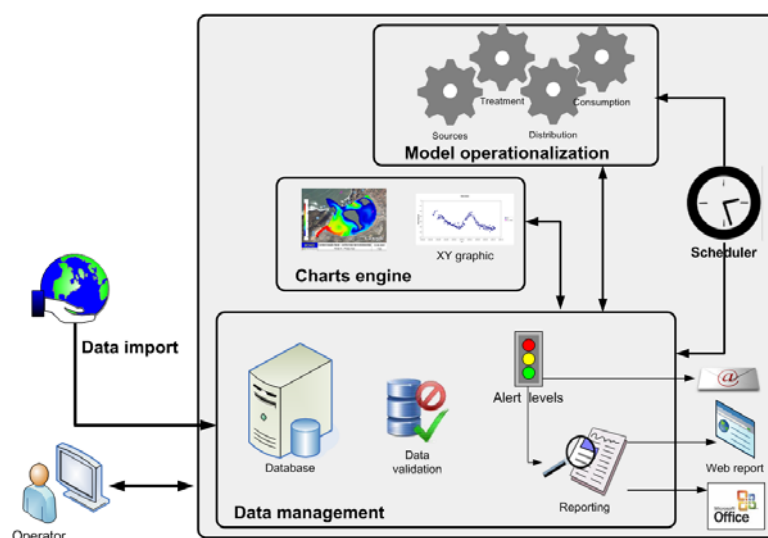 Treatment
Consumption
Sources
Distribution
Model operationalization
XY graphic
Charts engine
Scheduler
Data import
Alert levels
@
Database
Data
validation
Reporting
Web report
Data management
Microsoft
Office
Operator